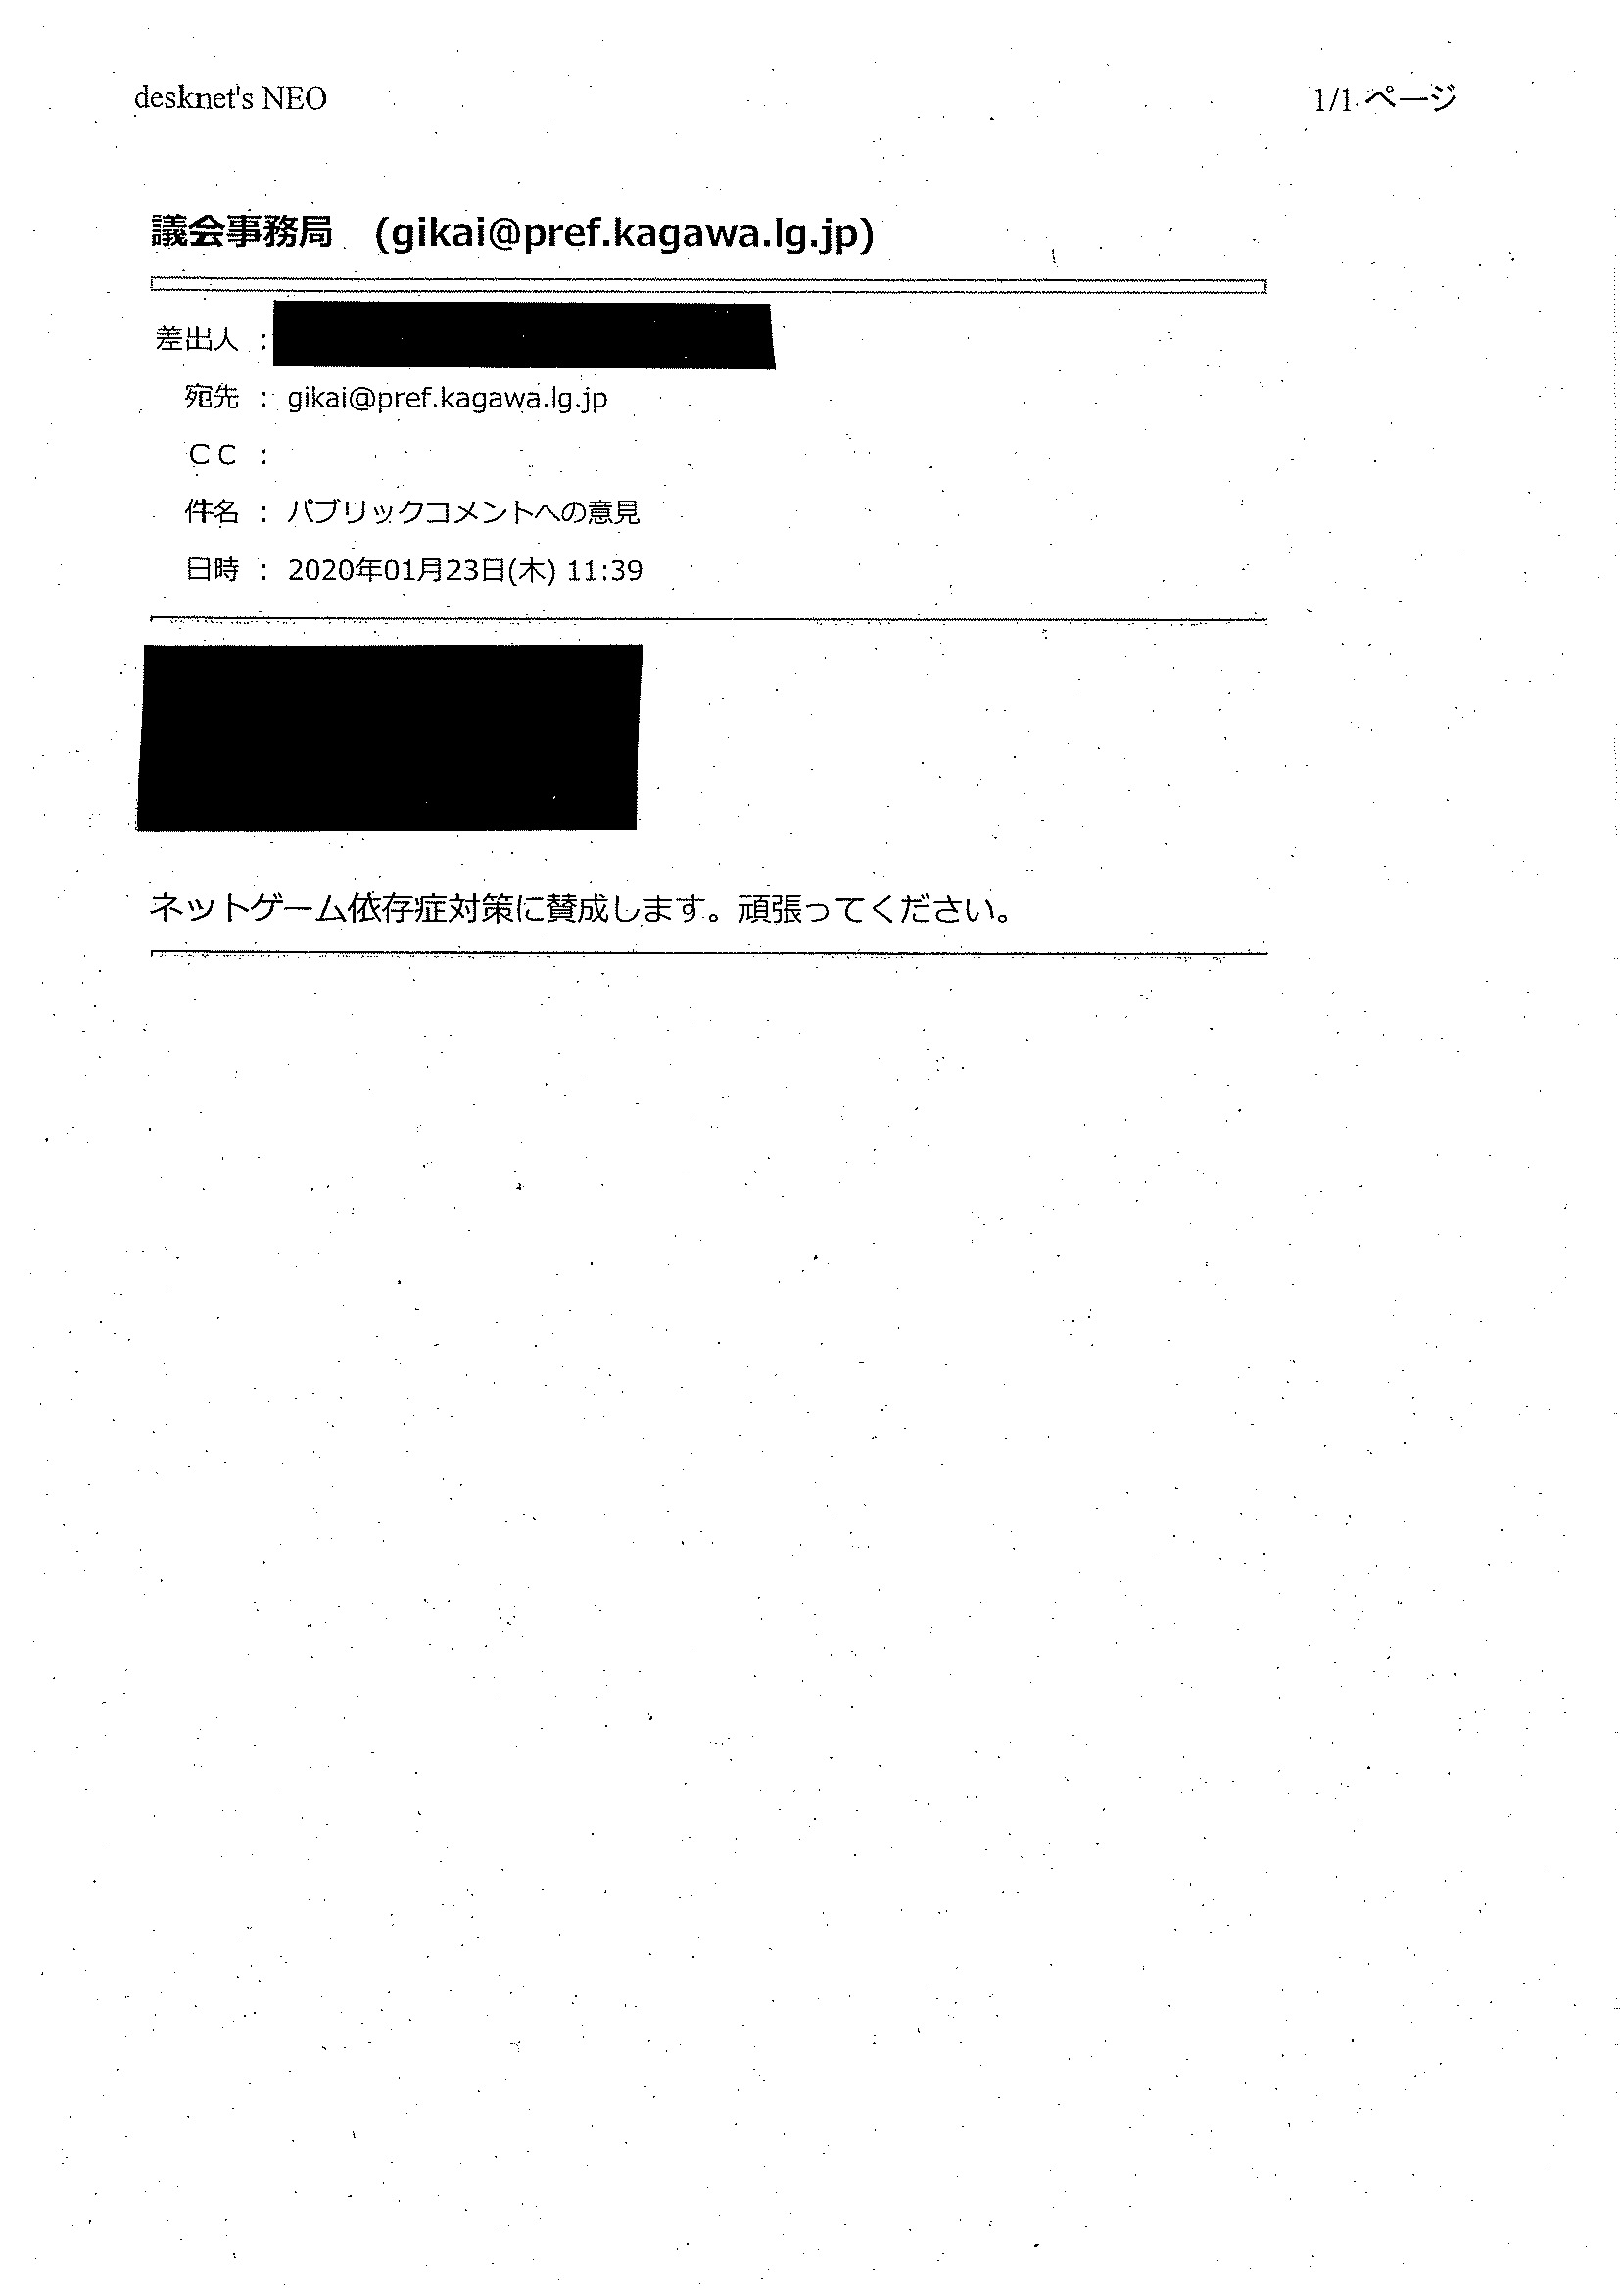 desknet's NEO
1/1 ページ
議会事務局　(gikai@pref.kagawa.lg.jp)
差出人 :
宛先 : gikai@pref.kagawa.lg.jp
ＣＣ :
件名 : パブリックコメントへの意見
日時 : 2020年01月23日(木) 11:39
ネットゲーム依存症対策に賛成します。頑張ってください。